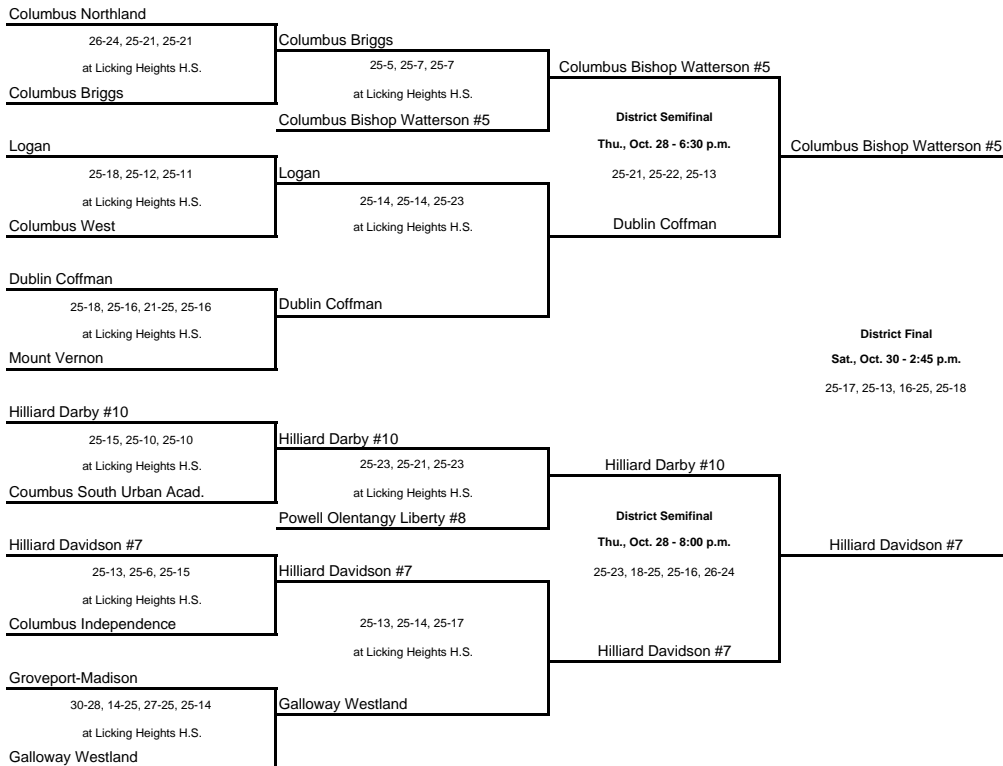 Columbus Northland
26-24, 25-21, 25-21
at Licking Heights H.S.
Columbus Briggs
Columbus Briggs
25-5, 25-7, 25-7
at Licking Heights H.S.
Columbus Bishop Watterson #5
Columbus Bishop Watterson #5
District Semifinal
Thu., Oct. 28 - 6:30 p.m.
25-21, 25-22, 25-13
Columbus Bishop Watterson #5
Logan
25-18, 25-12, 25-11
at Licking Heights H.S.
Columbus West
Logan
25-14, 25-14, 25-23
at Licking Heights H.S.
Dublin Coffman
Dublin Coffman
25-18, 25-16, 21-25, 25-16
at Licking Heights H.S.
Mount Vernon
Dublin Coffman
District Final
Sat., Oct. 30 - 2:45 p.m.
25-17, 25-13, 16-25, 25-18
Hilliard Darby #10
25-15, 25-10, 25-10
at Licking Heights H.S.
Coumbus South Urban Acad.
Hilliard Darby #10
25-23, 25-21, 25-23
at Licking Heights H.S.
Powell Olentangy Liberty #8
Hilliard Darby #10
District Semifinal
Thu., Oct. 28 - 8:00 p.m.
25-23, 18-25, 25-16, 26-24
Hilliard Davidson #7
Hilliard Davidson #7
25-13, 25-6, 25-15
at Licking Heights H.S.
Columbus Independence
Hilliard Davidson #7
25-13, 25-14, 25-17
at Licking Heights H.S.
Hilliard Davidson #7
Groveport-Madison
30-28, 14-25, 27-25, 25-14
at Licking Heights H.S.
Galloway Westland
Galloway Westland